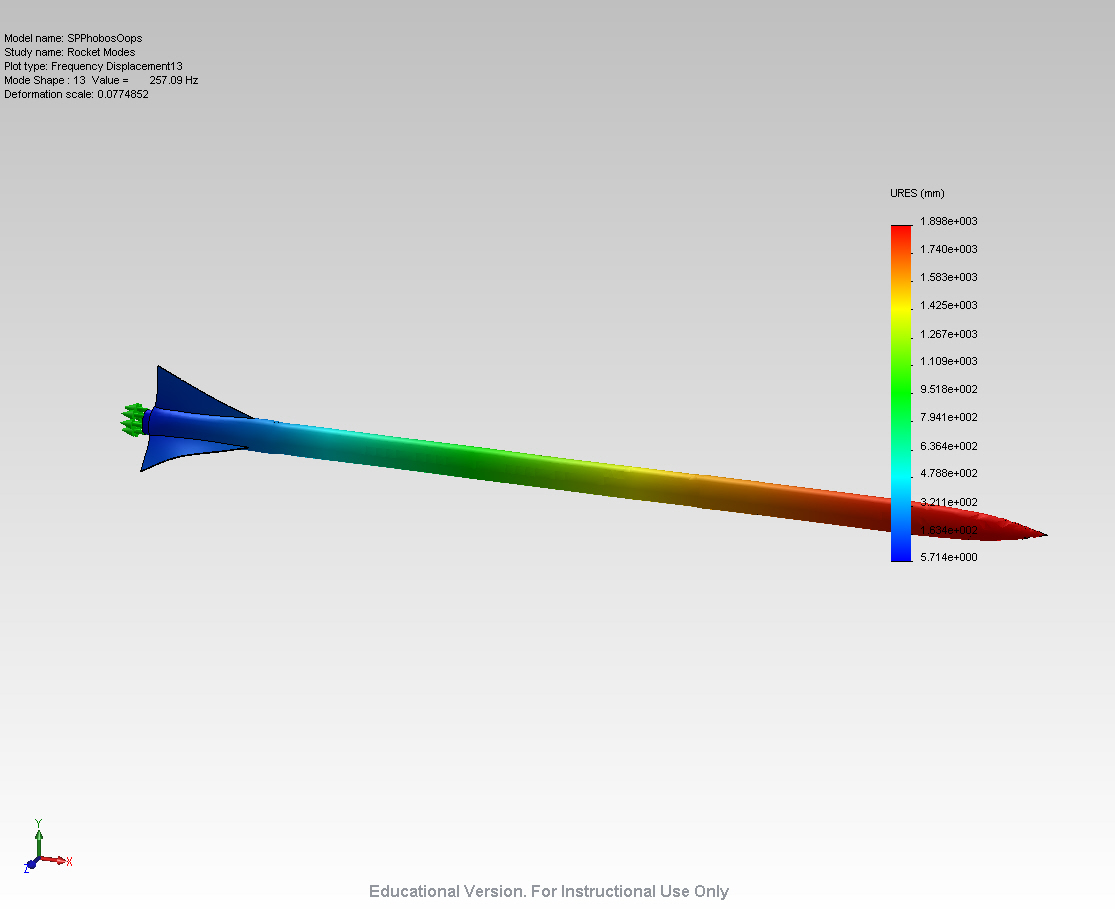 Model name: SPPhobosOops
Study name: Rocket Modes
Plot type: Frequency Displacement13
Mode Shape : 13  Value =       257.09 Hz
Deformation scale: 0.0774852
URES (mm)
1.898e+003
1.740e+003
1.583e+003
1.425e+003
1.267e+003
1.109e+003
9.518e+002
7.941e+002
6.364e+002
4.788e+002
3.211e+002
1.634e+002
5.714e+000
Y
X
Z
Educational Version. For Instructional Use Only